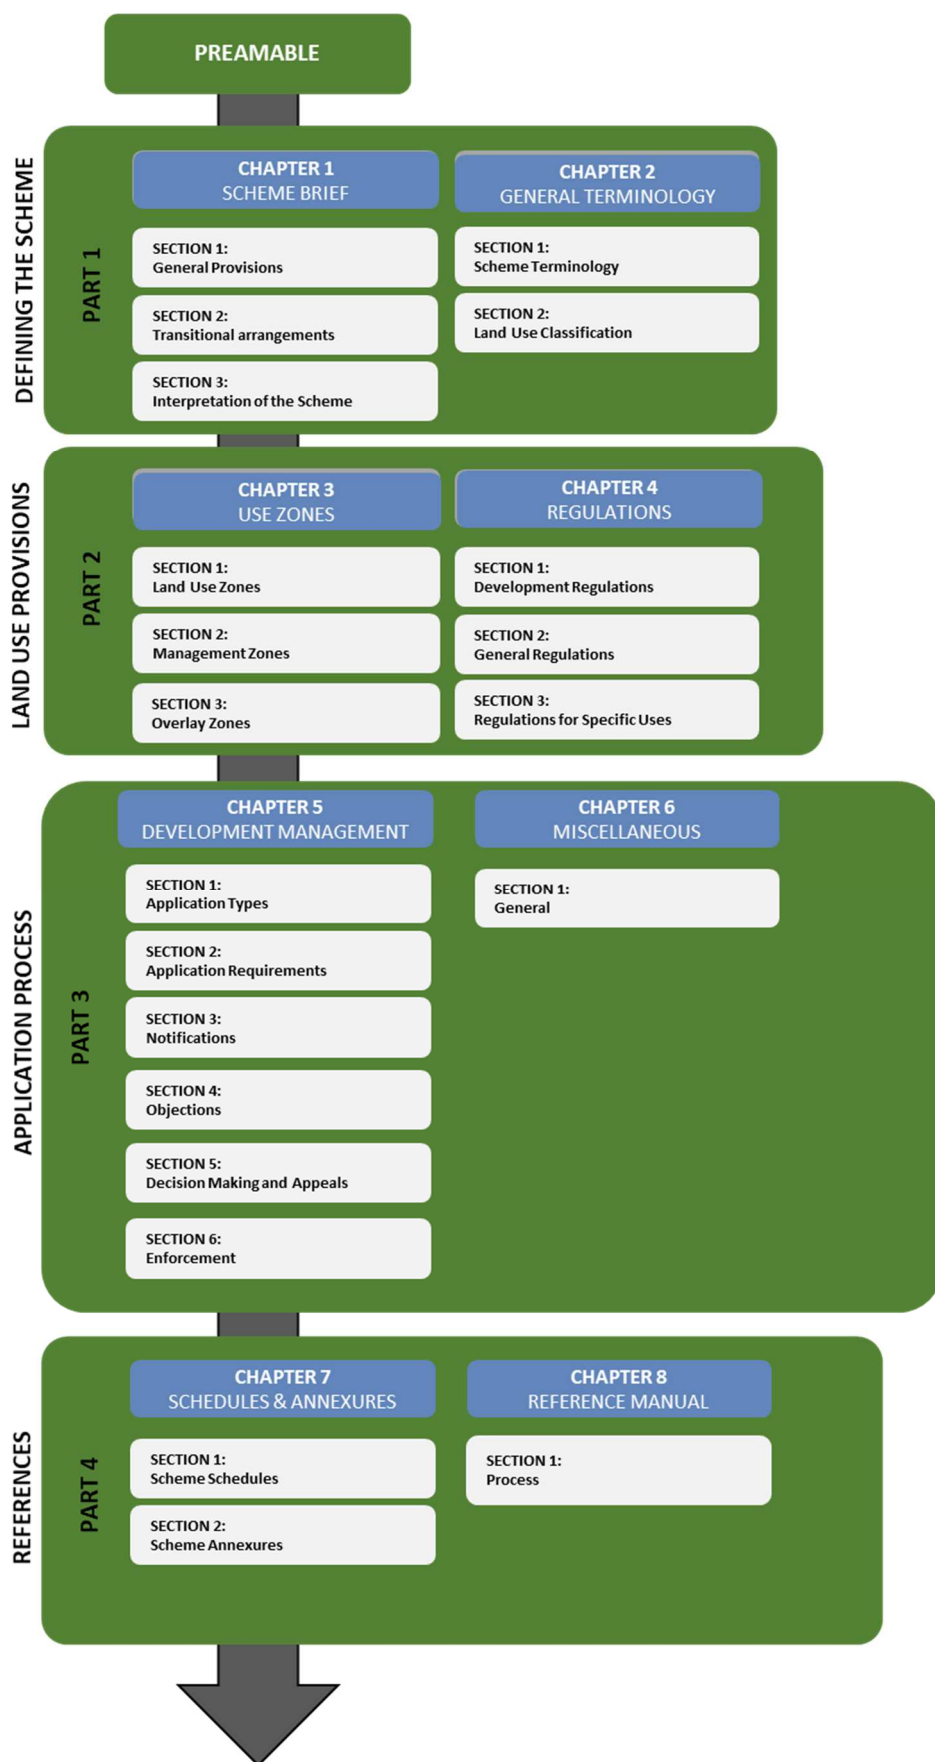 PREAMABLE
DEFINING THE SCHEME
PART 1
CHAPTER 1
SCHEME BRIEF
SECTION 1:
General Provisions
SECTION 2:
Transitional arrangements
SECTION 3:
Interpretation of the Scheme
CHAPTER 2
GENERAL TERMINOLOGY
SECTION 1:
Scheme Terminology
SECTION 2:
Land Use Classification
LAND USE PROVISIONS
PART 2
CHAPTER 3
USE ZONES
SECTION 1:
Land Use Zones
SECTION 2:
Management Zones
SECTION 3:
Overlay Zones
CHAPTER 4
REGULATIONS
SECTION 1:
Development Regulations
SECTION 2:
General Regulations
SECTION 3:
Regulations for Specific Uses
APPLICATION PROCESS
PART 3
CHAPTER 5
DEVELOPMENT MANAGEMENT
SECTION 1:
Application Types
SECTION 2:
Application Requirements
SECTION 3:
Notifications
SECTION 4:
Objections
SECTION 5:
Decision Making and Appeals
SECTION 6:
Enforcement
CHAPTER 6
MISCELLANEOUS
SECTION 1:
General
REFERENCES
PART 4
CHAPTER 7
SCHEDULES & ANNEXURES
SECTION 1:
Scheme Schedules
SECTION 2:
Scheme Annexures
CHAPTER 8
REFERENCE MANUAL
SECTION 1:
Process